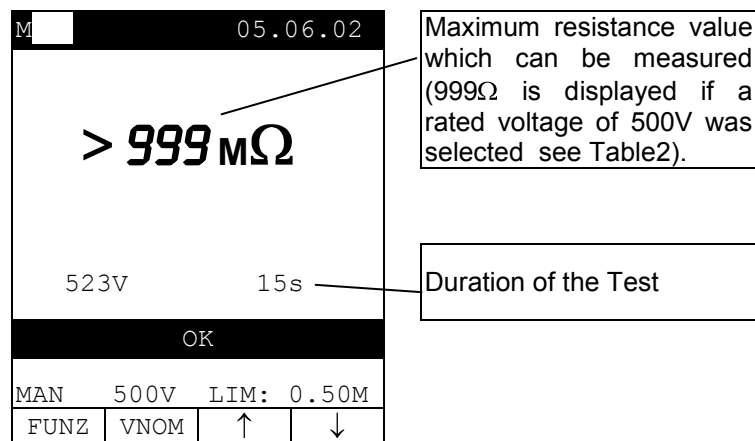 M 05.06.02
> 999 MΩ
523V 15s
OK
MAN 500V LIM: 0.50M
FUNZ VNOM ↑ ↓
Maximum resistance value
which can be measured
(999Ω is displayed if a
rated voltage of 500V was
selected see Table2).
Duration of the Test